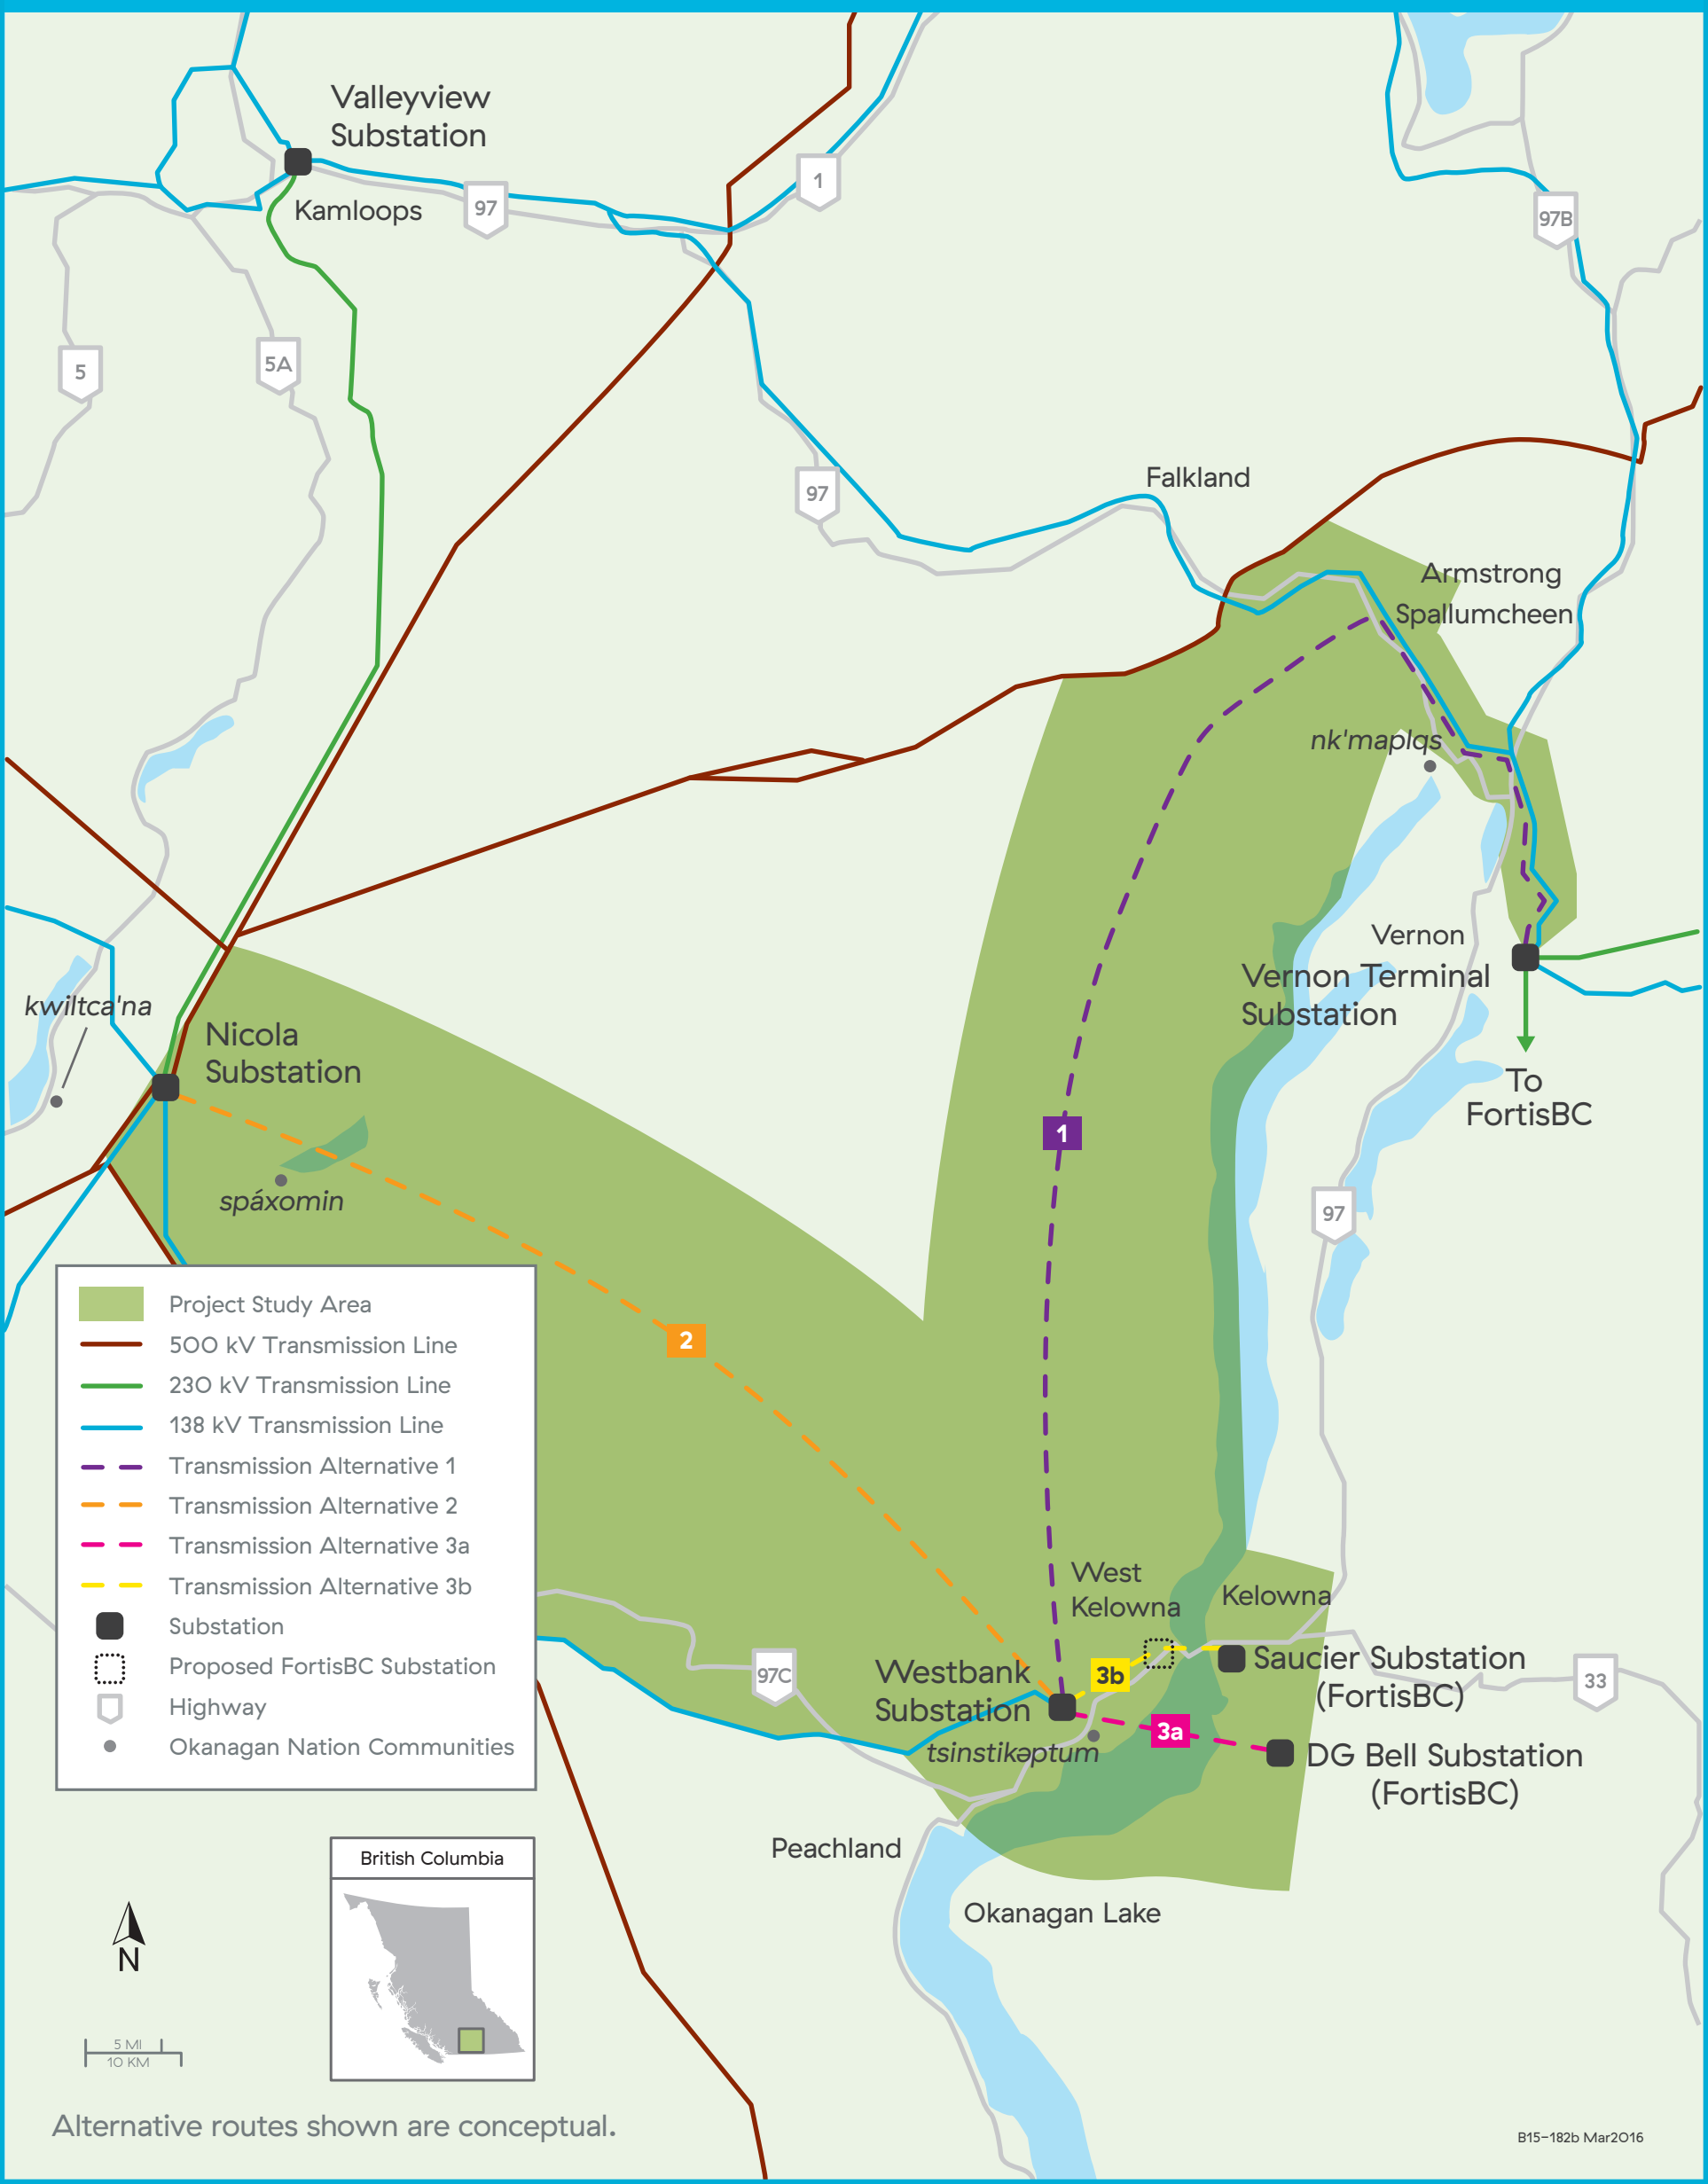 Valleyview
Substation
Kamloops
97
1
97B
5
5A
97
Falkland
Armstrong
Spallumcheen
nk'maplqs
Vernon
Vernon Terminal
Substation
To
FortisBC
kwiltca'na
Nicola
Substation
spáxomin
1
97
2
Project Study Area
500 kV Transmission Line
230 kV Transmission Line
138 kV Transmission Line
Transmission Alternative 1
Transmission Alternative 2
Transmission Alternative 3a
Transmission Alternative 3b
Substation
Proposed FortisBC Substation
Highway
Okanagan Nation Communities
West
Kelowna
Kelowna
97C
Westbank
Substation
3b
Saucier Substation
(FortisBC)
33
3a
tsinstikəptum
DG Bell Substation
(FortisBC)
Peachland
Okanagan Lake
British Columbia
N
5 MI
10 KM
Alternative routes shown are conceptual.
B15-182b Mar2016